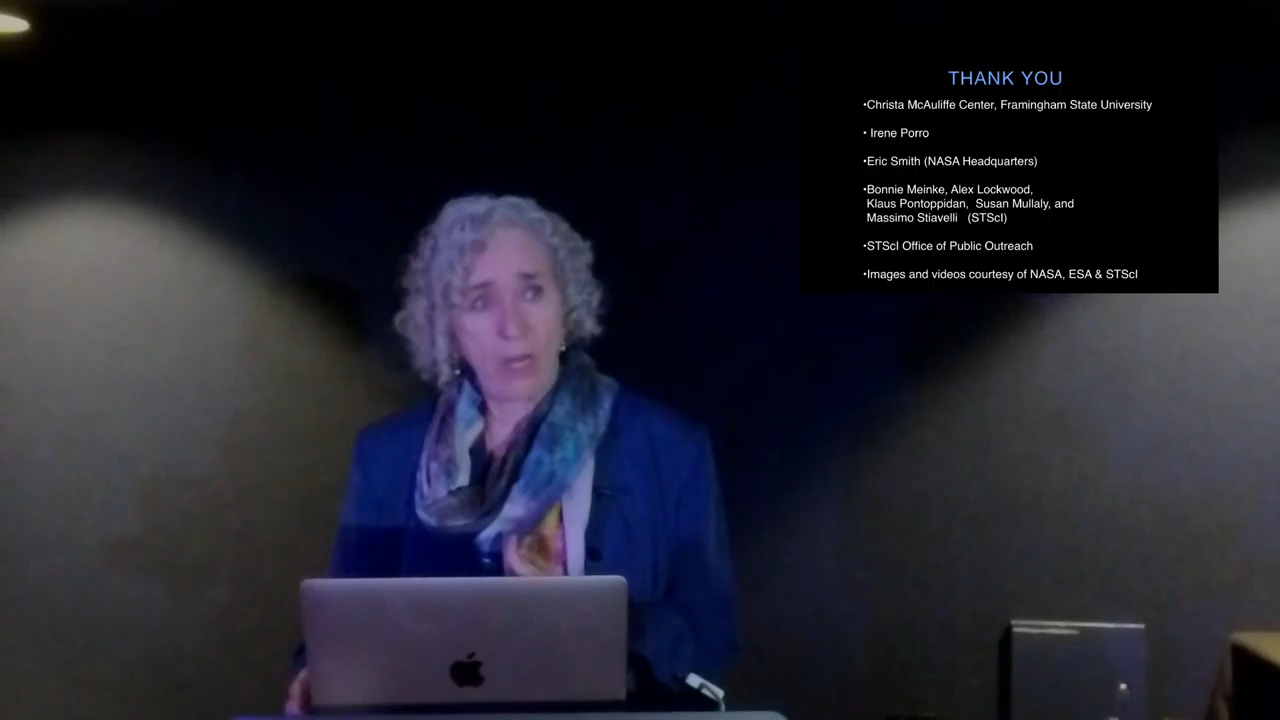 THANK YOU
•Christa McAuliffe Center, Framingham State University
• Irene Porro
•Eric Smith (NASA Headquarters)
•Bonnie Meinke, Alex Lockwood,
Klaus Pontoppidan, Susan Mullaly, and
Massimo Stiavelli (STScI)
•STScI Office of Public Outreach
•Images and videos courtesy of NASA, ESA & STScI